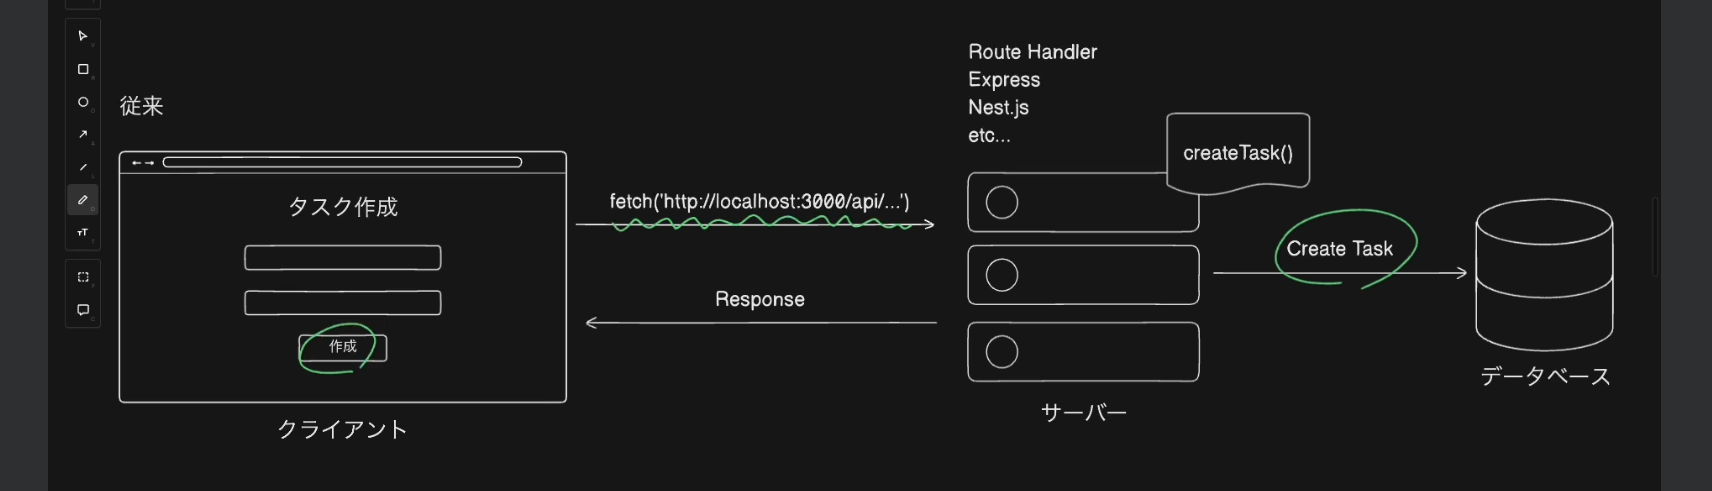 Route Handler
Express
Nest.js
etc...
従来
createTask()
タスク作成
fetch('http://localhost:3000/api/...')
Create Task
Response
作成
データベース
サーバー
クライアント